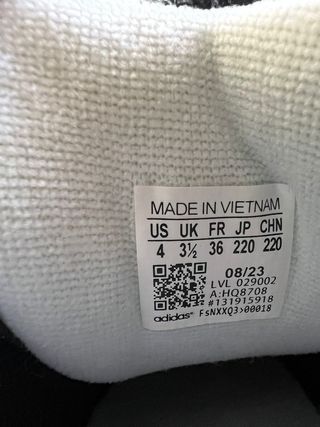 MADE IN VIETNAM
US UK FR JP CHN
4 3½ 36 220 220
08/23
LVL 029002
A:HQ8708
#131915918
adidas® FsNXXQ3>00018